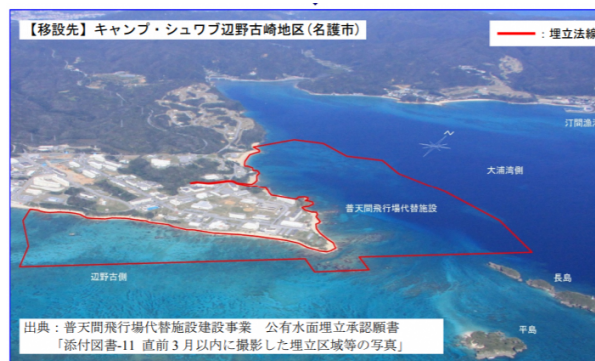 【移設先】キャンプ・シュワブ辺野古崎地区（名護市）
：埋立法線
汀間漁港
大浦湾側
普天間飛行場代替施設
辺野古側
長島
平島
出典：普天間飛行場代替施設建設事業　公有水面埋立承認願書
「添付図書-11 直前3月以内に撮影した埋立区域等の写真」